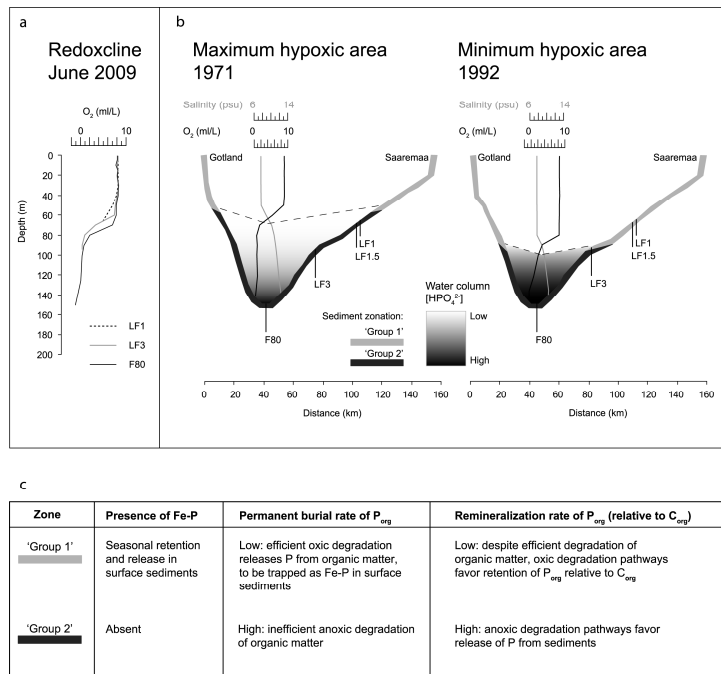 a
Redoxcline
June 2009
O2 (ml/L)
0 10
0
20
40
60
80
100
120
140
160
180
200
Depth (m)
LF1
LF3
F80
b
Maximum hypoxic area
1971
Salinity (psu) 6 14
O2 (ml/L) 0 10
Gotland
Saaremaa
LF1
LF1.5
LF3
F80
0 20 40 60 80 100 120 140 160
Distance (km)
Sediment zonation:
'Group 1'
'Group 2'
Water column
[HPO4²⁻]
Low
High
Minimum hypoxic area
1992
Salinity (psu) 6 14
O2 (ml/L) 0 10
Gotland
Saaremaa
LF1
LF1.5
LF3
F80
0 20 40 60 80 100 120 140 160
Distance (km)
c
Zone Presence of Fe-P Permanent burial rate of Porg Remineralization rate of Porg (relative to Corg)
'Group 1'
Seasonal retention
and release in
surface sediments
Low: efficient oxic degradation
releases P from organic matter,
to be trapped as Fe-P in surface
sediments
Low: despite efficient degradation of
organic matter, oxic degradation pathways
favor retention of Porg relative to Corg
'Group 2'
Absent
High: inefficient anoxic degradation
of organic matter
High: anoxic degradation pathways favor
release of P from sediments